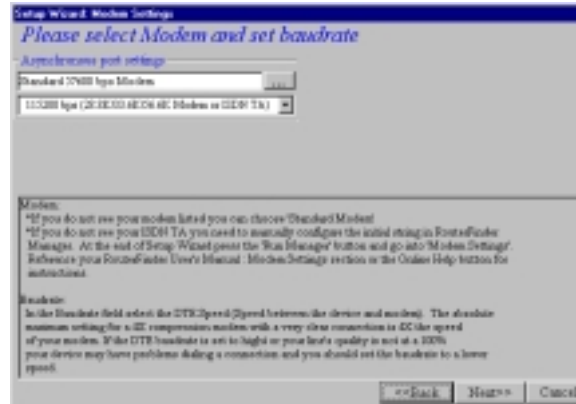 Setup Wizard: Modem Settings
Please select Modem and set baudrate
Asynchronous port settings
Standard 57600 bps Modem
...
115200 bps (28.8K/33.6K/56.6K Modem or ISDN TA)
Modem:
*If you do not see your modem listed you can choose 'Standard Modem'
*If you do not see your ISDN TA you need to manually configure the initial string in RouteFinder
Manager. At the end of Setup Wizard press the 'Run Manager' button and go into 'Modem Settings'.
Reference your RouteFinder User's Manual : Modem Settings section or the Online Help button for
instructions.
Baudrate:
In the Baudrate field select the DTE Speed (Speed between the device and modem). The absolute
maximum setting for a 4X compression modem with a very clear connection is 4X the speed
of your modem. If the DTE baudrate is set to hight or your line's quality is not at a 100%
your device may have problems dialing a connection and you should set the baudrate to a lower
speed.
<<Back
Next>>
Cancel